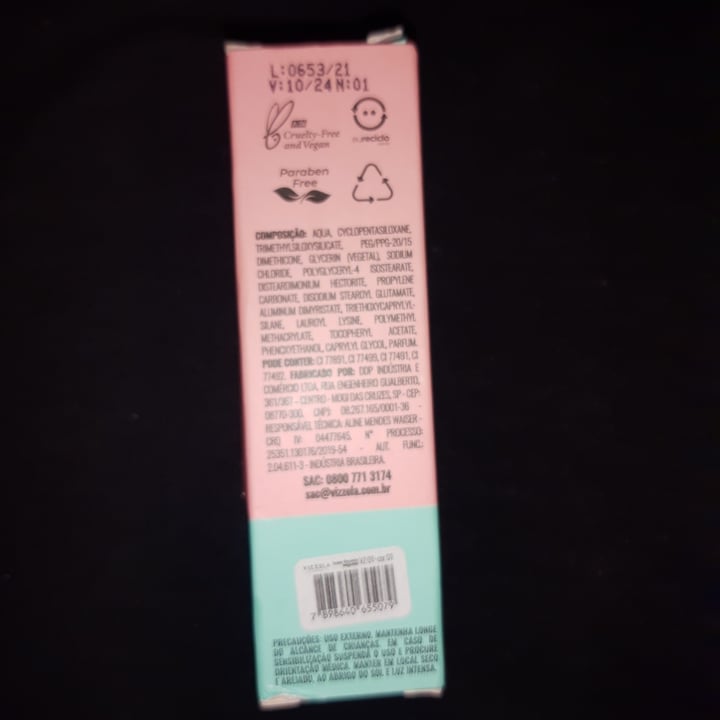 L:0653/21
V:10/24 N:01
Cruelty-Free
and Vegan
eureciclo
Paraben
Free
COMPOSIÇÃO: AQUA, CYCLOPENTASILOXANE,
TRIMETHYLSILOXYSILICATE, PEG/PPG-20/15
DIMETHICONE, GLYCERIN (VEGETAL), SODIUM
CHLORIDE, POLYGLYCERYL-4 ISOSTEARATE,
DISTEARDIMONIUM HECTORITE, PROPYLENE
CARBONATE, DISODIUM STEAROYL GLUTAMATE,
ALUMINUM DIMYRISTATE, TRIETHOXYCAPRYLYL-
SILANE, LAUROYL LYSINE, POLYMETHYL
METHACRYLATE, TOCOPHERYL ACETATE,
PHENOXYETHANOL, CAPRYLYL GLYCOL, PARFUM.
PODE CONTER: CI 77891, CI 77499, CI 77491, CI
77492. FABRICADO POR: DDP INDÚSTRIA E
COMÉRCIO LTDA, RUA ENGENHEIRO GUALBERTO,
361/367 - CENTRO - MOGI DAS CRUZES, SP - CEP:
08770-300. CNPJ: 08.267.165/0001-36 -
RESPONSÁVEL TÉCNICA: ALINE MENDES WAISER -
CRQ IV: 04477645. N° PROCESSO:
25351.130176/2019-54 - AUT. FUNC.:
2.04.611-3 - INDÚSTRIA BRASILEIRA.
SAC: 0800 771 3174
sac@vizzela.com.br
VIZZELA
7 898640 655079
PRECAUÇÕES: USO EXTERNO. MANTENHA LONGE
DO ALCANCE DE CRIANÇAS. EM CASO DE
SENSIBILIZAÇÃO SUSPENDA O USO E PROCURE
ORIENTAÇÃO MÉDICA. MANTER EM LOCAL SECO
E AREJADO, AO ABRIGO DO SOL E LUZ INTENSA.